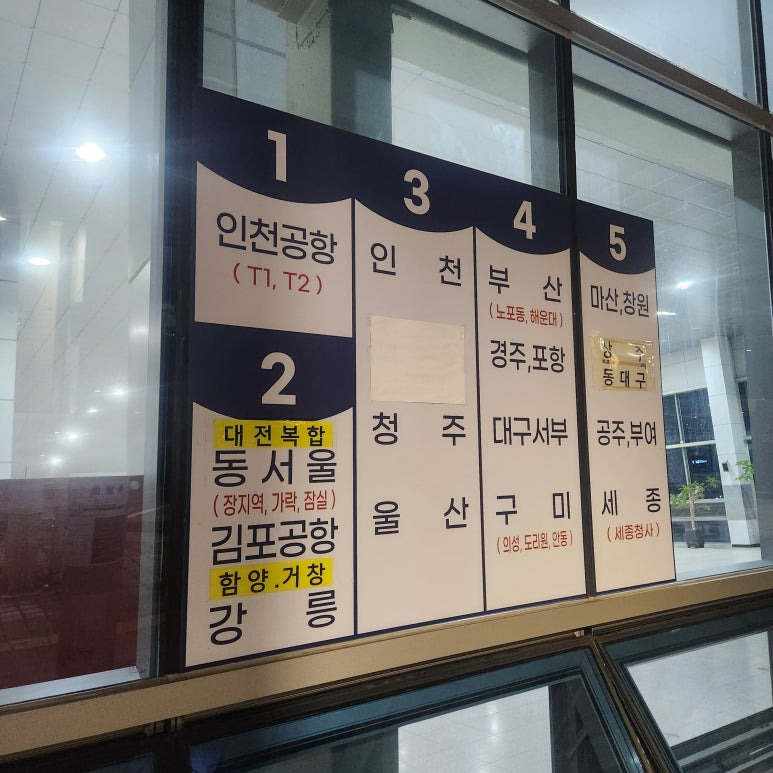 1
인천공항
(T1, T2)
2
대전복합
동서울
(장지역, 가락, 잠실)
김포공항
함양.거창
강릉
3
인천
청주
울산
4
부산
(노포동, 해운대)
경주,포항
대구서부
구미
(의성, 도리원, 안동)
5
마산,창원
상주
동대구
공주,부여
세종
(세종청사)